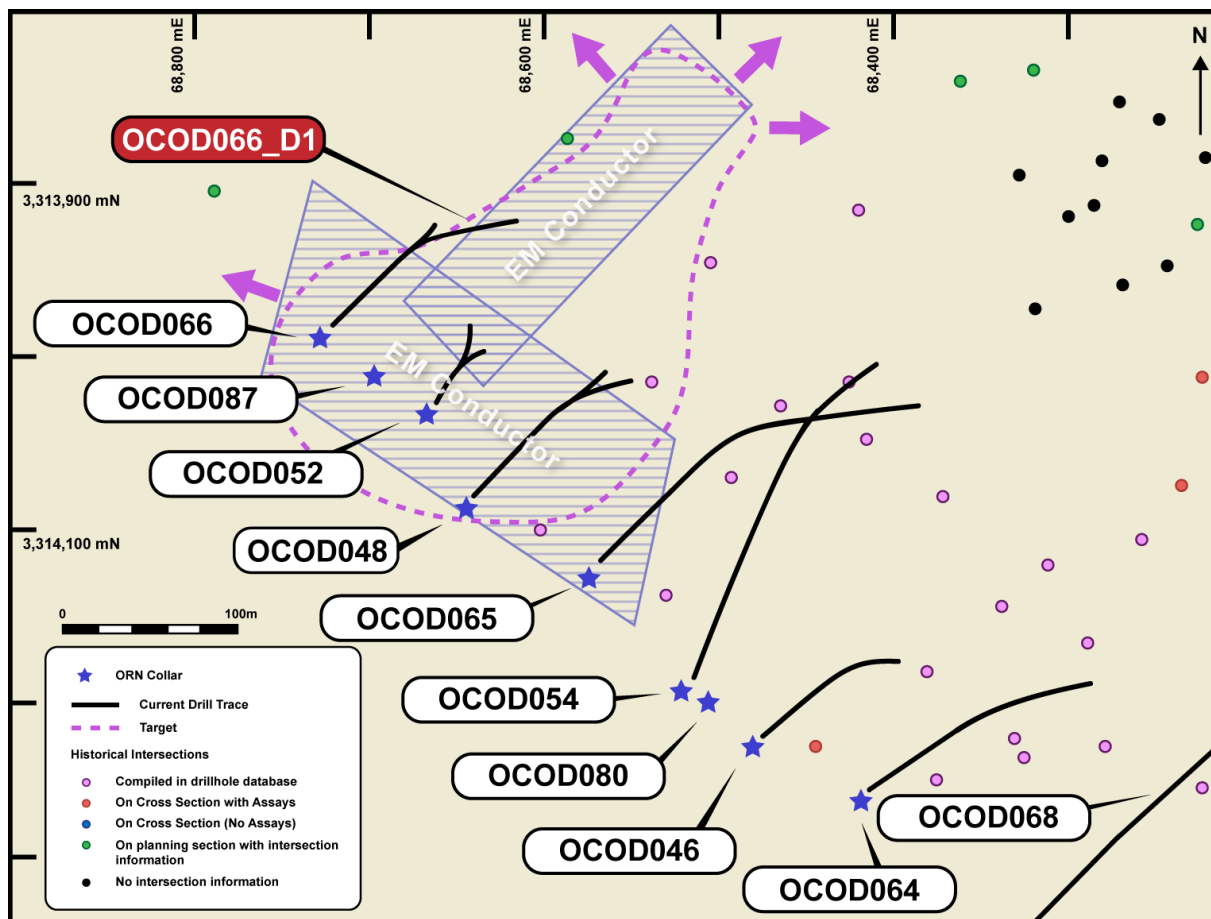 68,800 mE
68,600 mE
68,400 mE
N
OCOD066_D1
3,313,900 mN
EM Conductor
OCOD066
EM Conductor
OCOD087
OCOD052
3,314,100 mN
OCOD048
OCOD065
0 100m
ORN Collar
Current Drill Trace
Target
Historical Intersections
Compiled in drillhole database
On Cross Section with Assays
On Cross Section (No Assays)
On planning section with intersection
information
No intersection information
OCOD054
OCOD080
OCOD046
OCOD068
OCOD064